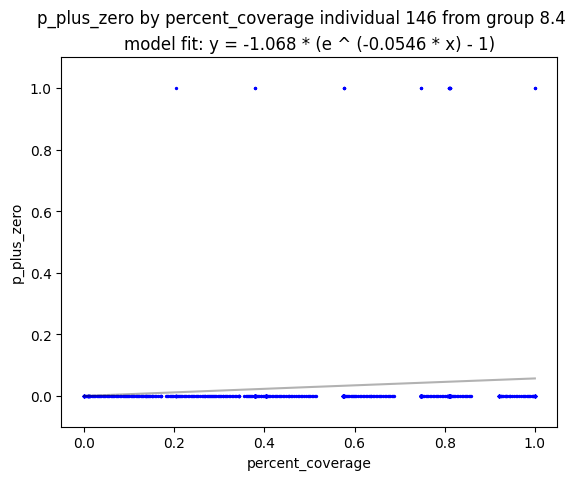 p_plus_zero by percent_coverage individual 146 from group 8.4
model fit: y = -1.068 * (e ^ (-0.0546 * x) - 1)
1.0
0.8
0.6
0.4
0.2
0.0
p_plus_zero
0.0 0.2 0.4 0.6 0.8 1.0
percent_coverage